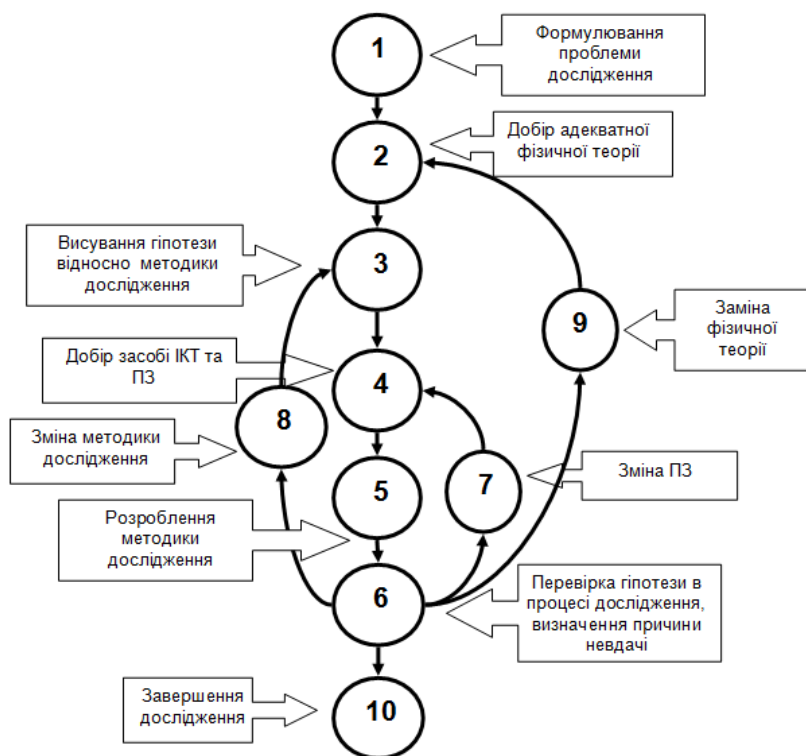 1
Формулювання
проблеми
дослідження
2
Добір адекватної
фізичної теорії
Висування гіпотези
відносно методики
дослідження
3
9
Заміна
фізичної
теорії
Добір засобі ІКТ та
ПЗ
4
8
Зміна методики
дослідження
5
7
Зміна ПЗ
Розроблення
методики
дослідження
6
Перевірка гіпотези в
процесі дослідження,
визначення причини
невдачі
Завершення
дослідження
10